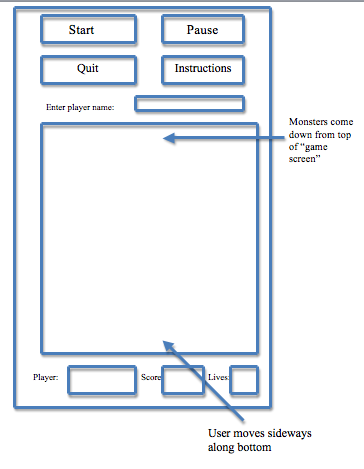 Start
Pause
Quit
Instructions
Enter player name:
Monsters come
down from top
of “game
screen”
Player:
Score
Lives:
User moves sideways
along bottom